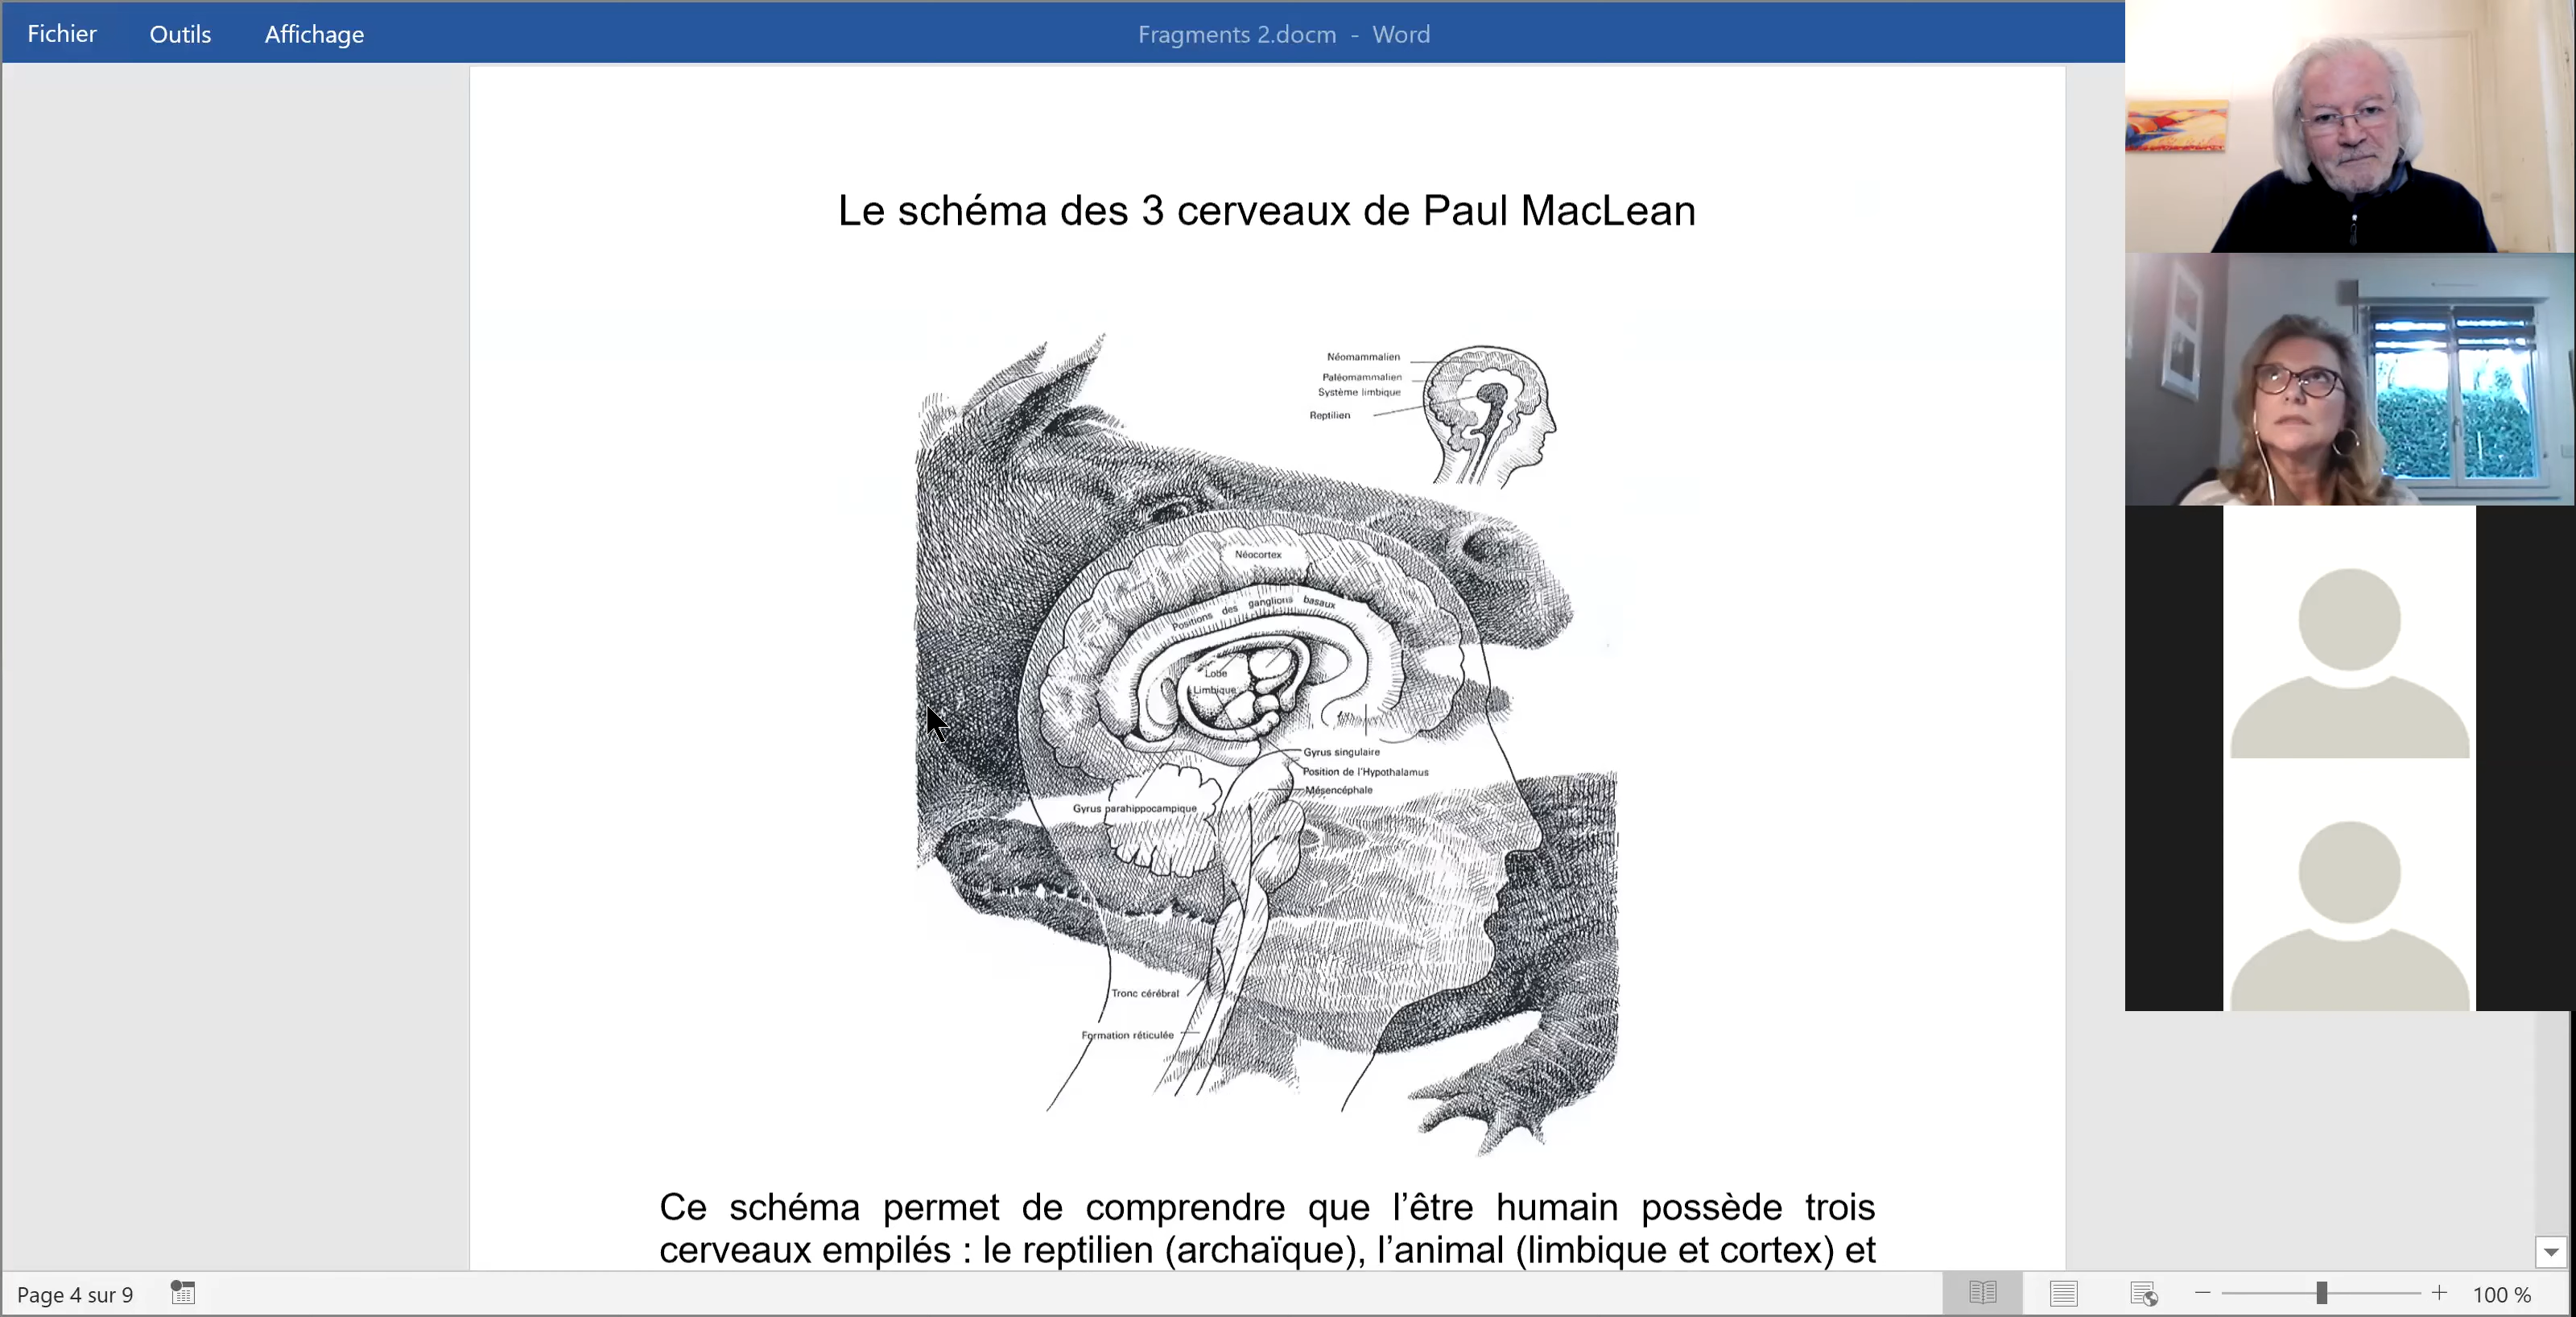 Fichier Outils Affichage Fragments 2.docm - Word
Le schéma des 3 cerveaux de Paul MacLean
Néomammalien
Paléomammalien
Système limbique
Reptilien
Néocortex
Positions des ganglions basaux
Lobe
Limbique
Gyrus singulaire
Position de l'Hypothalamus
Mésencéphale
Gyrus parahippocampique
Tronc cérébral
Formation réticulée
Ce schéma permet de comprendre que l’être humain possède trois
cerveaux empilés : le reptilien (archaïque), l’animal (limbique et cortex) et
Page 4 sur 9 100 %